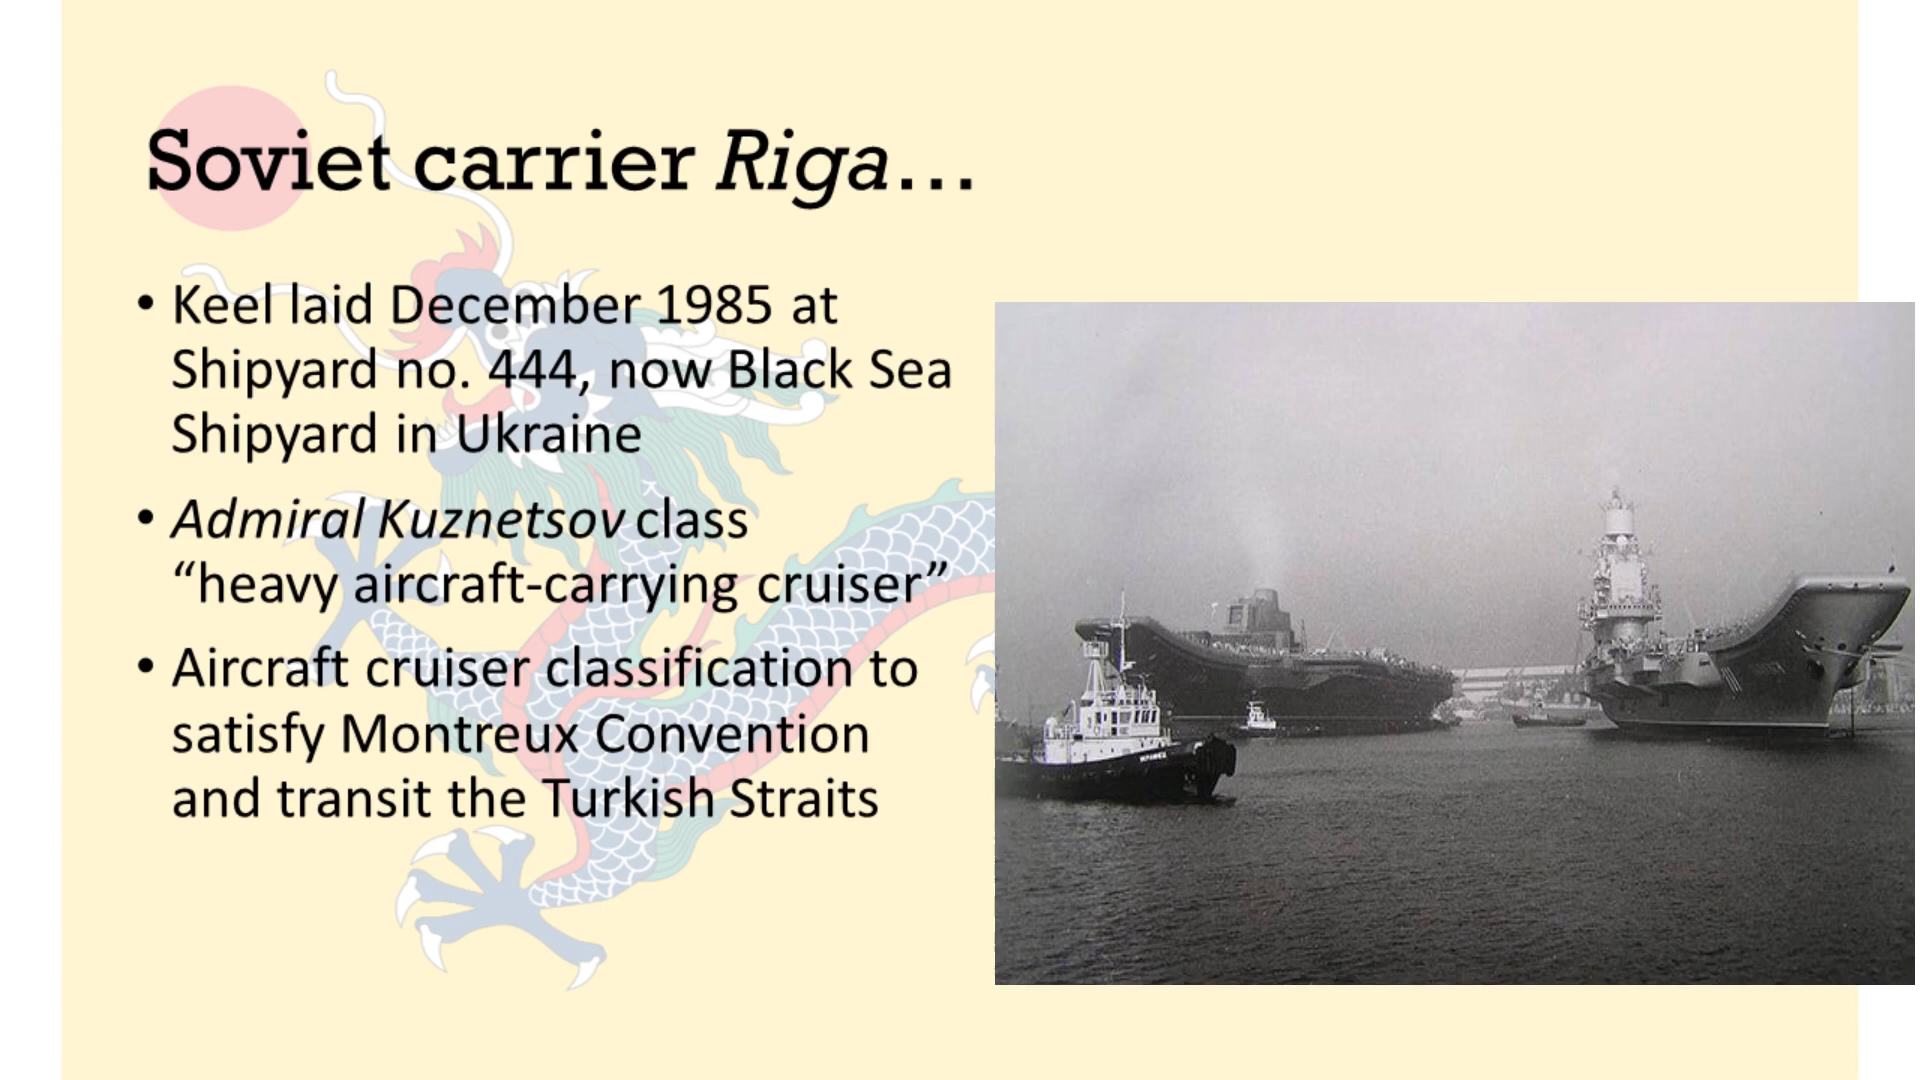 Soviet carrier Riga…
• Keel laid December 1985 at
Shipyard no. 444, now Black Sea
Shipyard in Ukraine
• Admiral Kuznetsov class
“heavy aircraft-carrying cruiser”
• Aircraft cruiser classification to
satisfy Montreux Convention
and transit the Turkish Straits